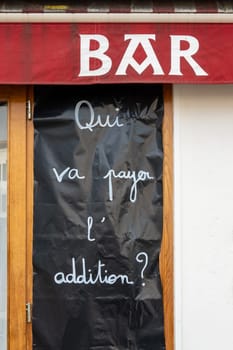 BAR
Qui
va payer
l'
addition?